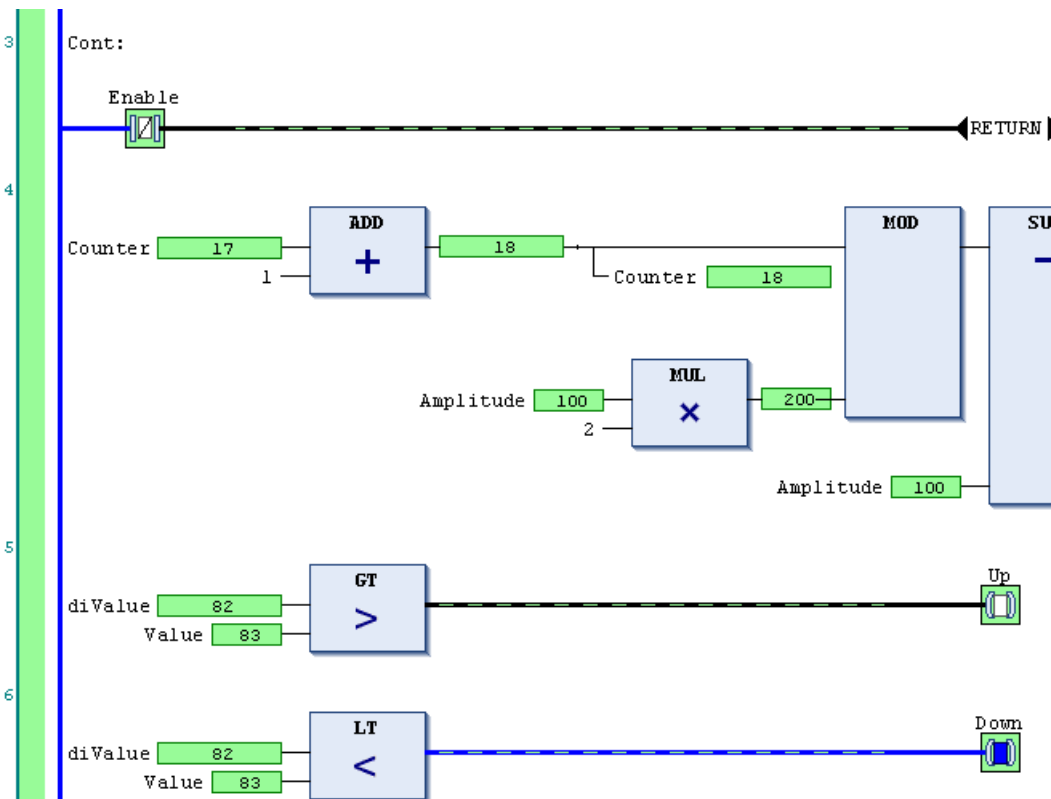 3
Cont:
Enable
RETURN
4
ADD
MOD
SU
Counter 17
+
18
-
1
Counter 18
MUL
Amplitude 100
×
200
2
Amplitude 100
5
GT
Up
diValue 82
>
Value 83
6
LT
Down
diValue 82
<
Value 83